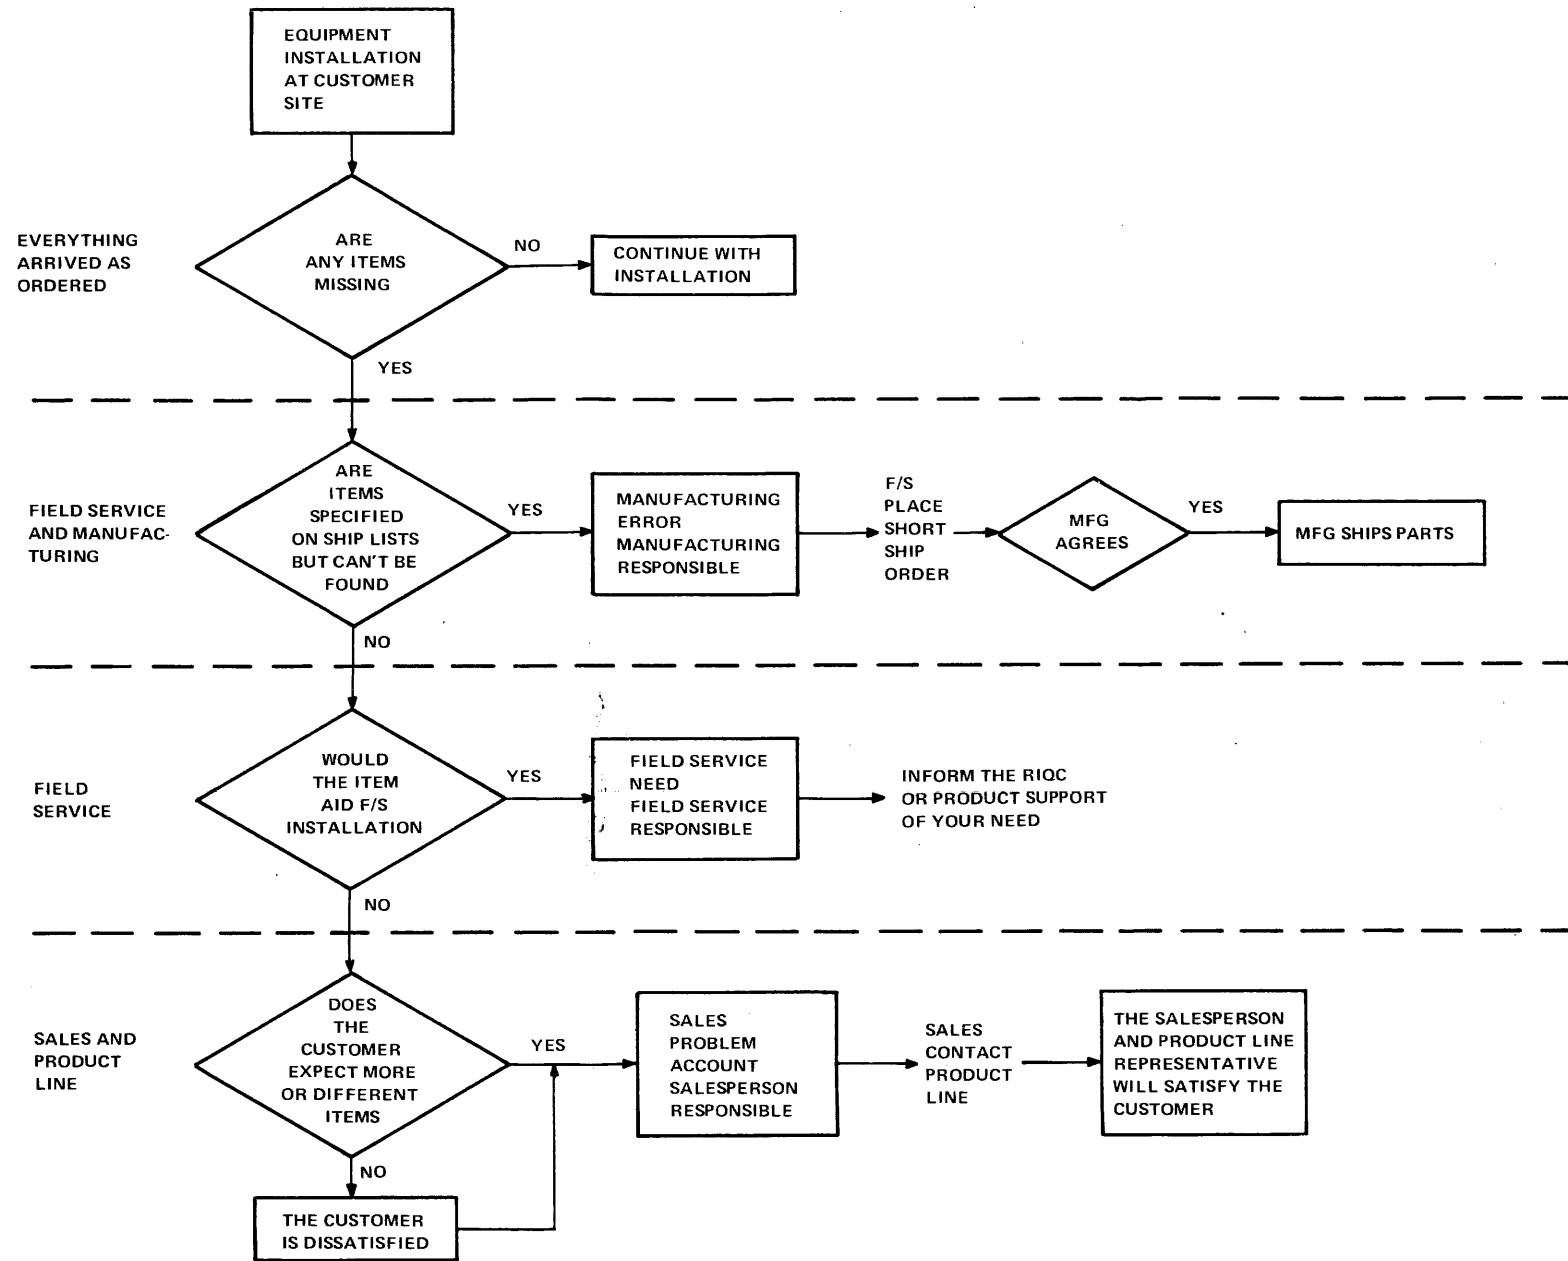 EQUIPMENT
INSTALLATION
AT CUSTOMER
SITE
EVERYTHING
ARRIVED AS
ORDERED
ARE
ANY ITEMS
MISSING
NO
CONTINUE WITH
INSTALLATION
YES
FIELD SERVICE
AND MANUFAC-
TURING
ARE
ITEMS
SPECIFIED
ON SHIP LISTS
BUT CAN'T BE
FOUND
YES
MANUFACTURING
ERROR
MANUFACTURING
RESPONSIBLE
F/S
PLACE
SHORT
SHIP
ORDER
MFG
AGREES
YES
MFG SHIPS PARTS
NO
FIELD
SERVICE
WOULD
THE ITEM
AID F/S
INSTALLATION
YES
FIELD SERVICE
NEED
FIELD SERVICE
RESPONSIBLE
INFORM THE RIQC
OR PRODUCT SUPPORT
OF YOUR NEED
NO
SALES AND
PRODUCT
LINE
DOES
THE
CUSTOMER
EXPECT MORE
OR DIFFERENT
ITEMS
YES
SALES
PROBLEM
ACCOUNT
SALESPERSON
RESPONSIBLE
SALES
CONTACT
PRODUCT
LINE
THE SALESPERSON
AND PRODUCT LINE
REPRESENTATIVE
WILL SATISFY THE
CUSTOMER
NO
THE CUSTOMER
IS DISSATISFIED